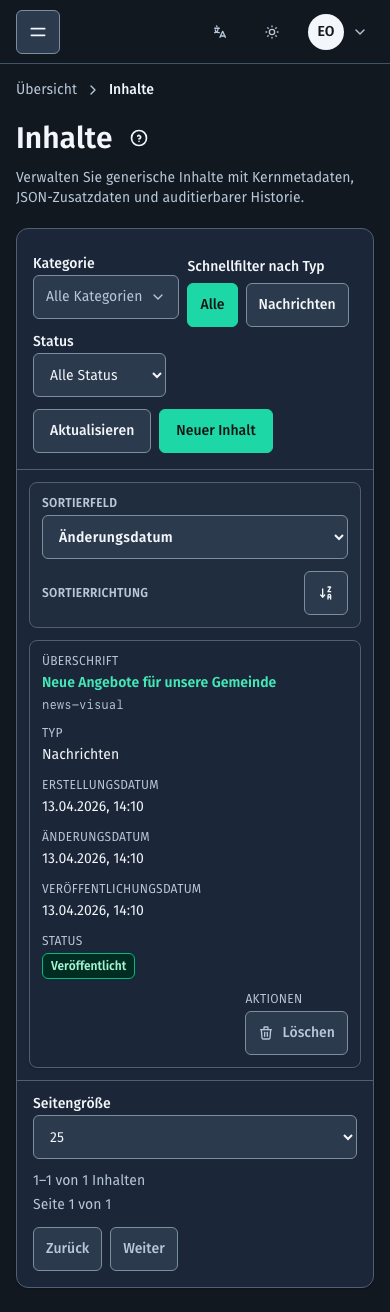 EO
Übersicht > Inhalte
Inhalte
Verwalten Sie generische Inhalte mit Kernmetadaten,
JSON-Zusatzdaten und auditierbarer Historie.
Kategorie
Alle Kategorien
Schnellfilter nach Typ
Alle Nachrichten
Status
Alle Status
Aktualisieren Neuer Inhalt
SORTIERFELD
Änderungsdatum
SORTIERRICHTUNG
ÜBERSCHRIFT
Neue Angebote für unsere Gemeinde
news-visual
TYP
Nachrichten
ERSTELLUNGSDATUM
13.04.2026, 14:10
ÄNDERUNGSDATUM
13.04.2026, 14:10
VERÖFFENTLICHUNGSDATUM
13.04.2026, 14:10
STATUS
Veröffentlicht
AKTIONEN
Löschen
Seitengröße
25
1–1 von 1 Inhalten
Seite 1 von 1
Zurück Weiter